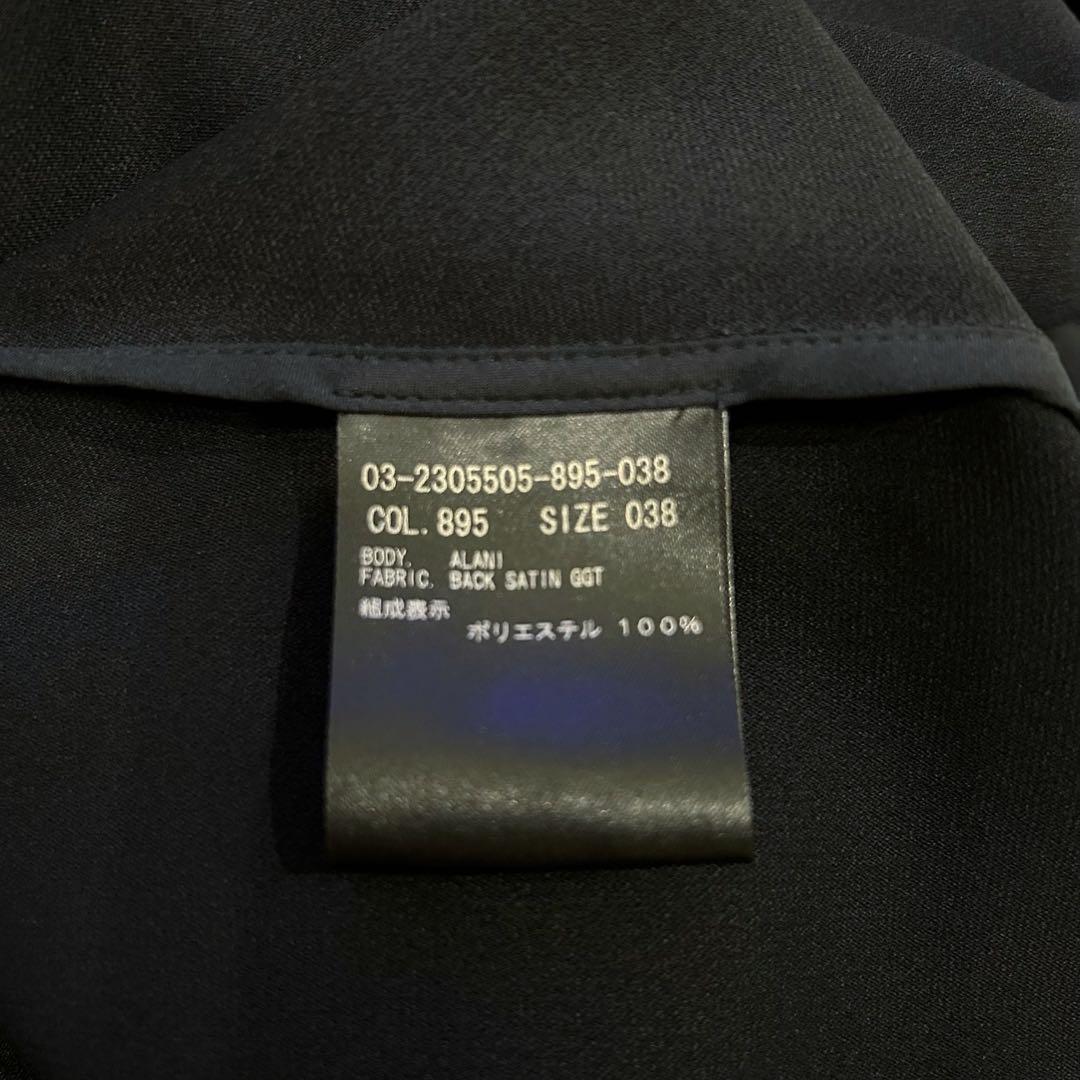 03-2305505-895-038
COL. 895 SIZE 038
BODY. ALANI
FABRIC. BACK SATIN GGT
組成表示
ポリエステル 100%